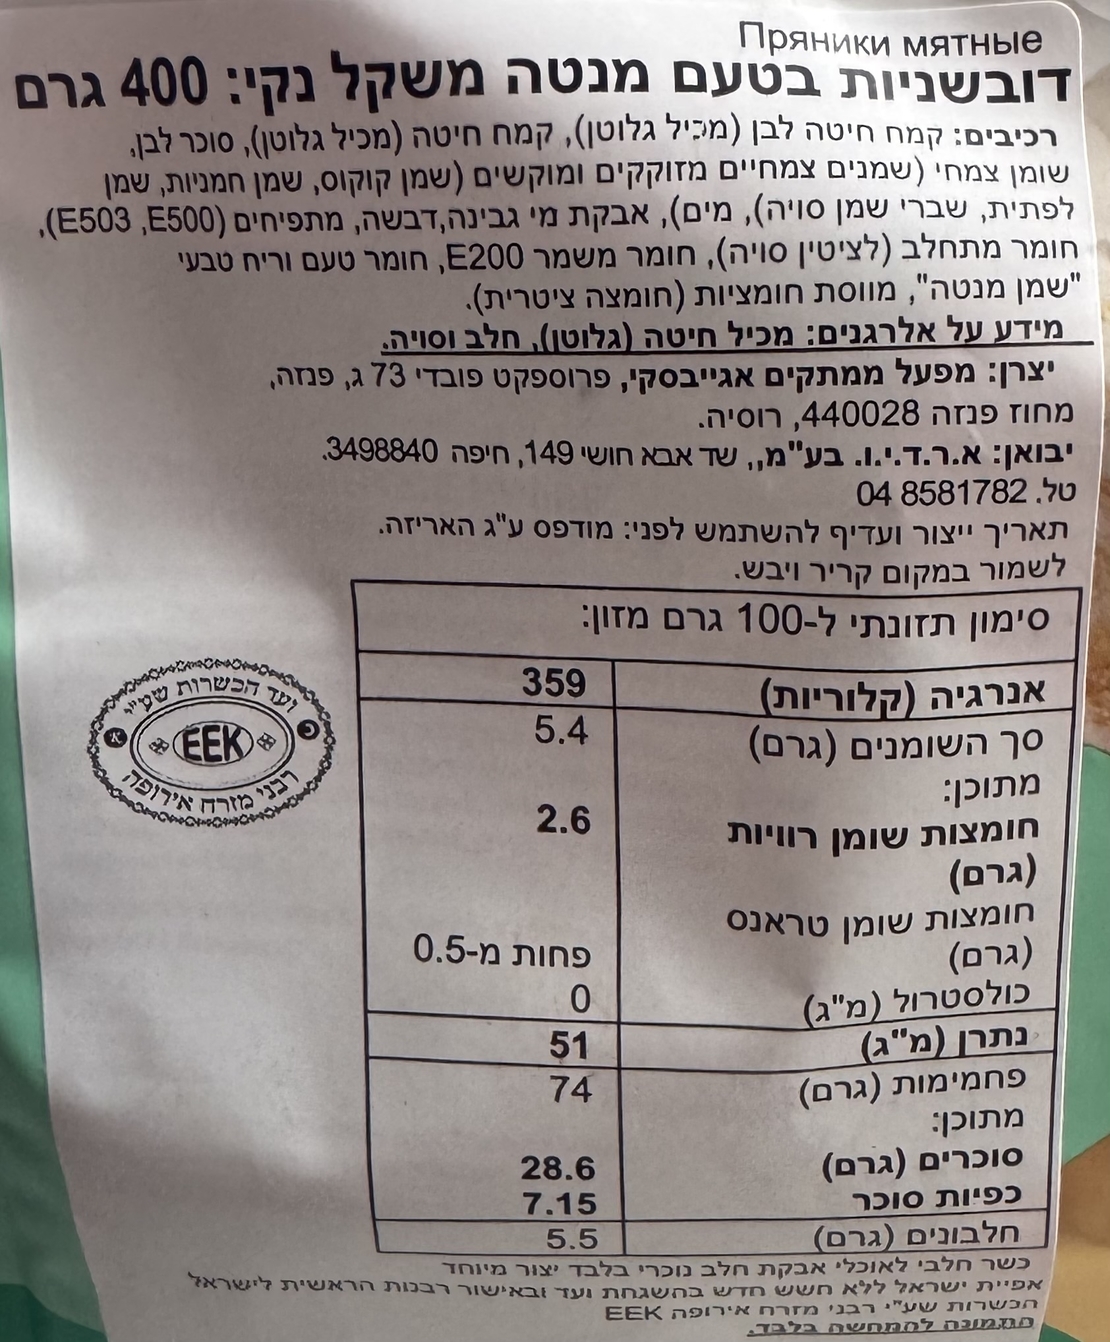 Пряники мятные
דובשניות בטעם מנטה משקל נקי: 400 גרם
רכיבים: קמח חיטה לבן (מכיל גלוטן), קמח חיטה (מכיל גלוטן), סוכר לבן,
שומן צמחי (שמנים צמחיים מזוקקים ומוקשים (שמן קוקוס, שמן חמניות, שמן
לפתית, שברי שמן סויה), מים), אבקת מי גבינה,דבשה, מתפיחים (E503 ,E500),
חומר מתחלב (לציטין סויה), חומר משמר E200, חומר טעם וריח טבעי
"שמן מנטה", מווסת חומציות (חומצה ציטרית).
מידע על אלרגנים: מכיל חיטה (גלוטן), חלב וסויה.
יצרן: מפעל ממתקים אגייבסקי, פרוספקט פובדי 73 ג, פנזה,
מחוז פנזה 440028, רוסיה.
יבואן: א.ר.ד.י.ו. בע"מ,, שד אבא חושי 149, חיפה 3498840.
טל. 04 8581782
תאריך ייצור ועדיף להשתמש לפני: מודפס ע"ג האריזה.
לשמור במקום קריר ויבש.
סימון תזונתי ל-100 גרם מזון:
אנרגיה (קלוריות) 359
סך השומנים (גרם) 5.4
מתוכן:
חומצות שומן רוויות 2.6
(גרם)
חומצות שומן טראנס
(גרם) פחות מ-0.5
כולסטרול (מ"ג) 0
נתרן (מ"ג) 51
פחמימות (גרם) 74
מתוכן:
סוכרים (גרם) 28.6
כפיות סוכר 7.15
חלבונים (גרם) 5.5
ועד הכשרות שע"י
EEK
K
רבני מזרח אירופה
כשר חלבי לאוכלי אבקת חלב נוכרי בלבד יצור מיוחד
אפיית ישראל ללא חשש חדש בהשגחת ועד ובאישור רבנות הראשית לישראל
הכשרות שע"י רבני מזרח אירופה EEK
התמונה להמחשה בלבד.